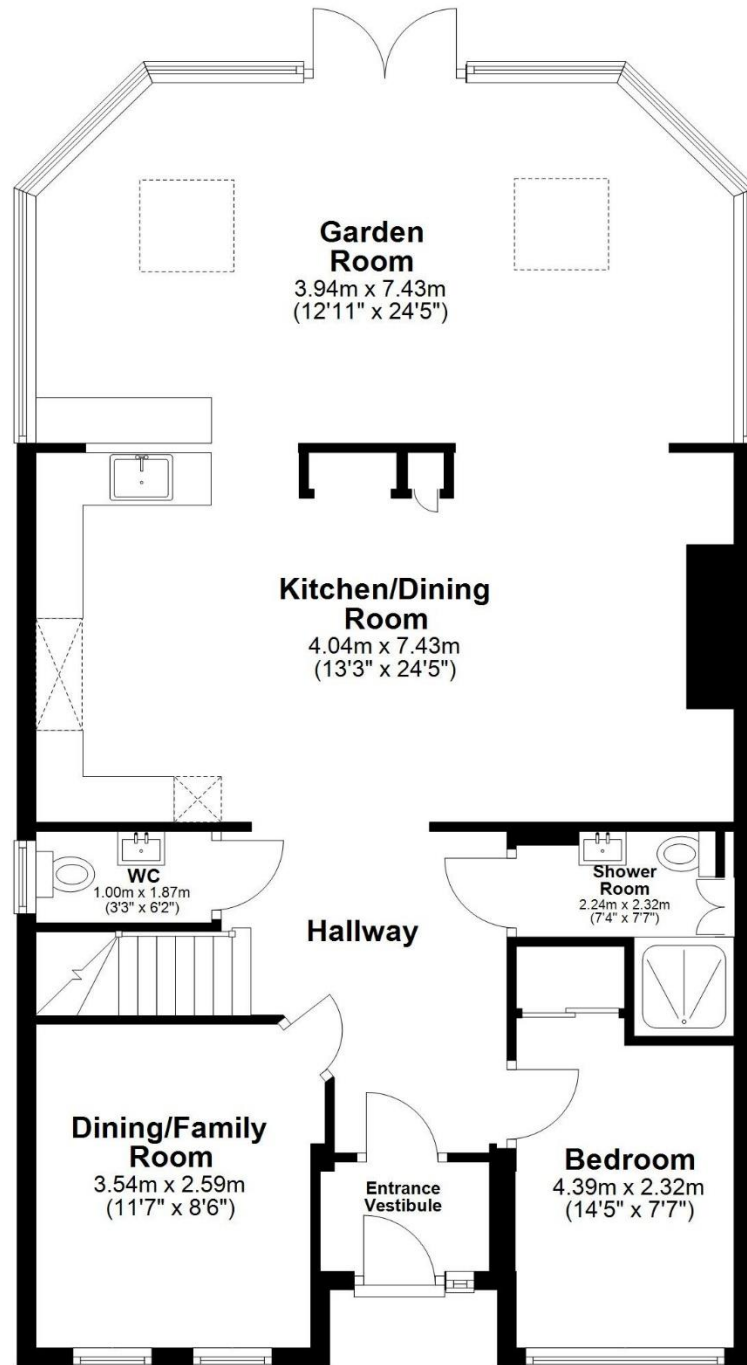 Garden
Room
3.94m x 7.43m
(12'11" x 24'5")
Kitchen/Dining
Room
4.04m x 7.43m
(13'3" x 24'5")
WC
1.00m x 1.87m
(3'3" x 6'2")
Shower
Room
2.24m x 2.32m
(7'4" x 7'7")
Hallway
Dining/Family
Room
3.54m x 2.59m
(11'7" x 8'6")
Entrance
Vestibule
Bedroom
4.39m x 2.32m
(14'5" x 7'7")